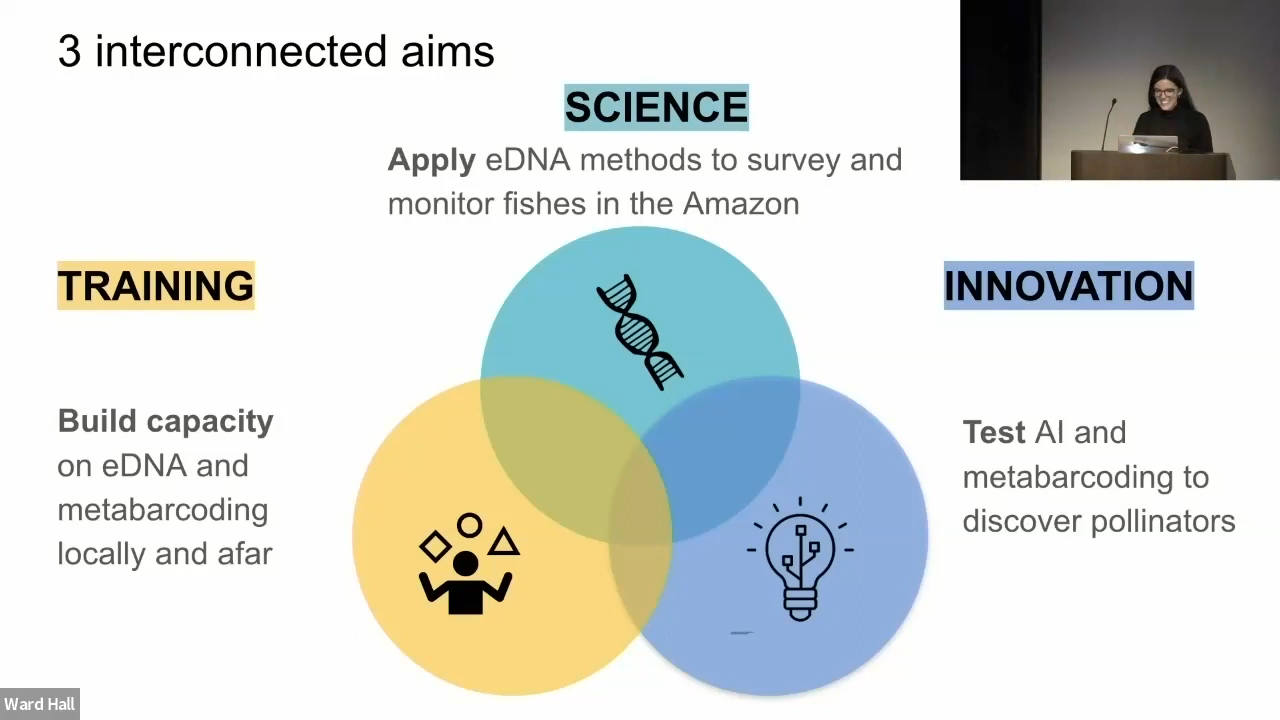 3 interconnected aims
SCIENCE
Apply eDNA methods to survey and
monitor fishes in the Amazon
TRAINING
Build capacity
on eDNA and
metabarcoding
locally and afar
INNOVATION
Test AI and
metabarcoding to
discover pollinators
Ward Hall